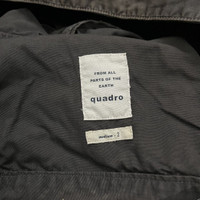 FROM ALL
PARTS OF THE
EARTH
quadro